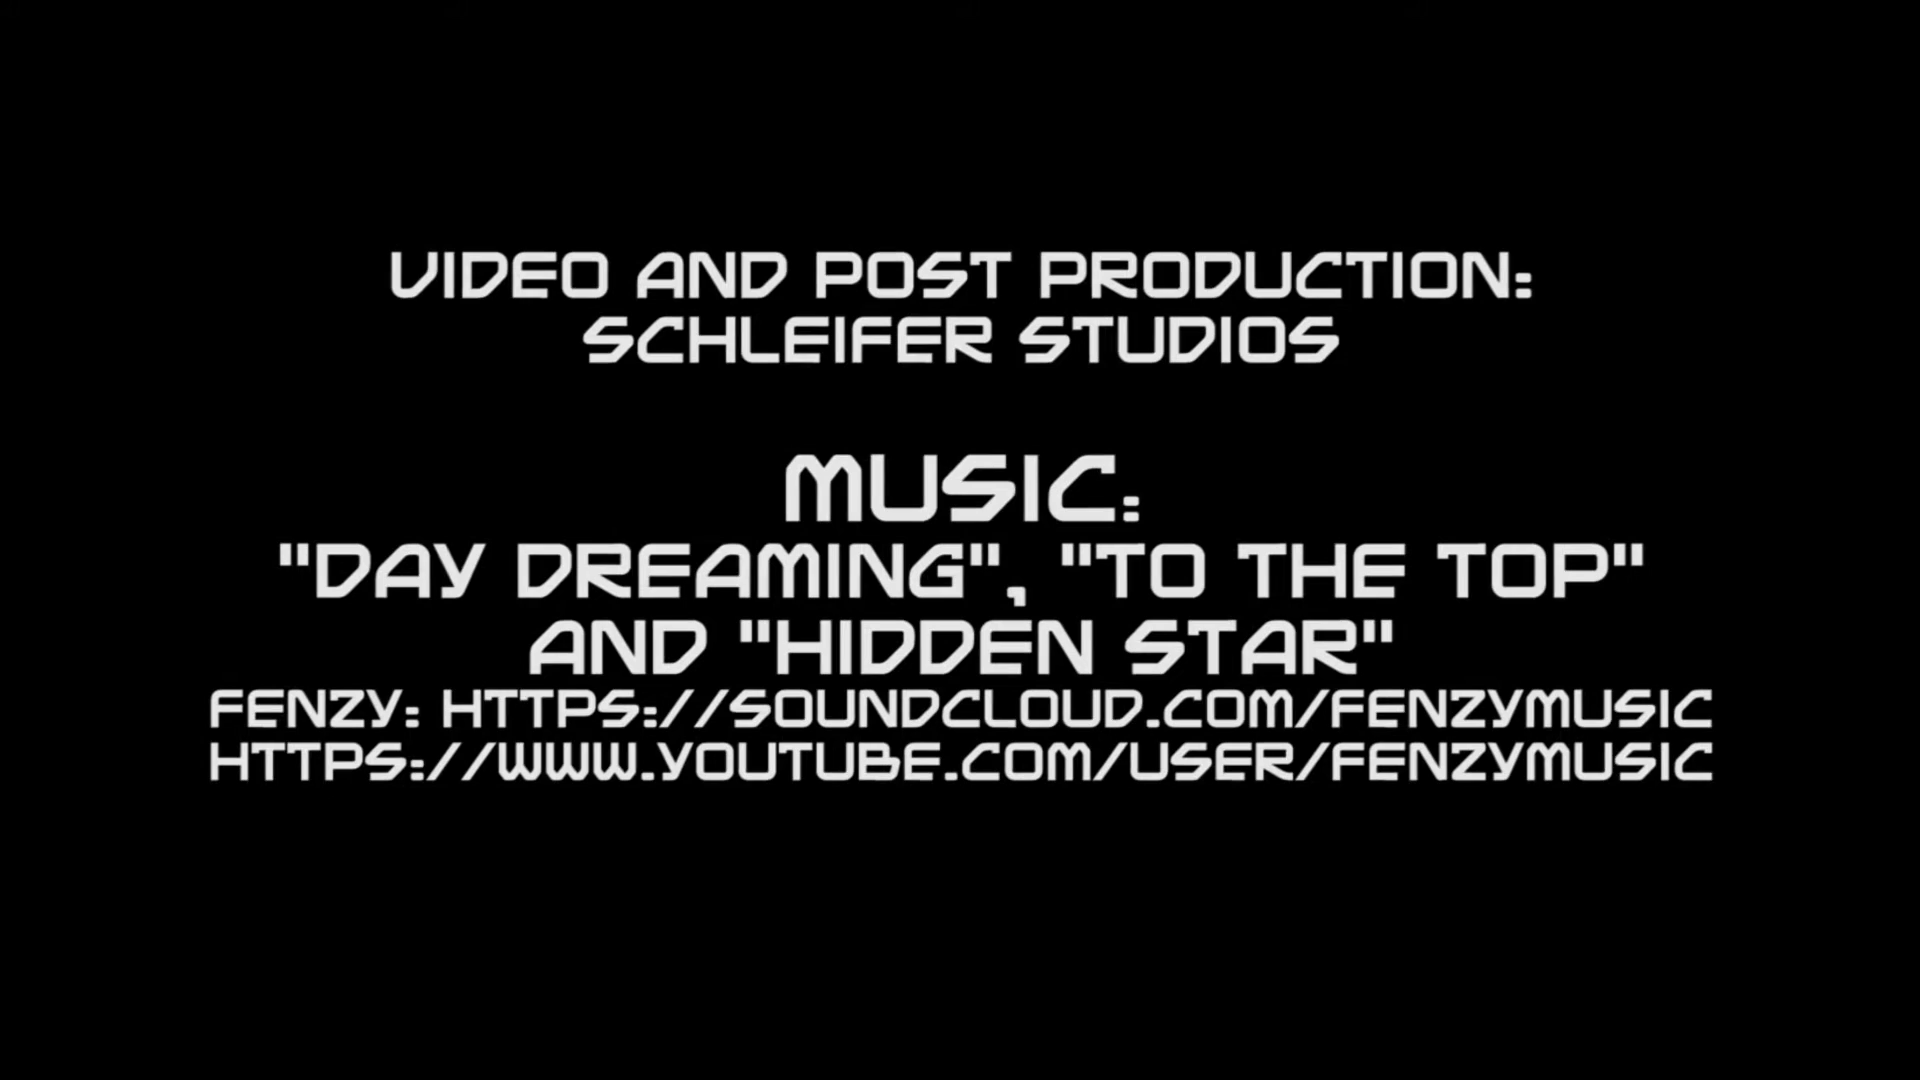 VIDEO AND POST PRODUCTION:
SCHLEIFER STUDIOS
MUSIC:
"DAY DREAMING", "TO THE TOP"
AND "HIDDEN STAR"
FENZY: HTTPS://SOUNDCLOUD.COM/FENZYMUSIC
HTTPS://WWW.YOUTUBE.COM/USER/FENZYMUSIC